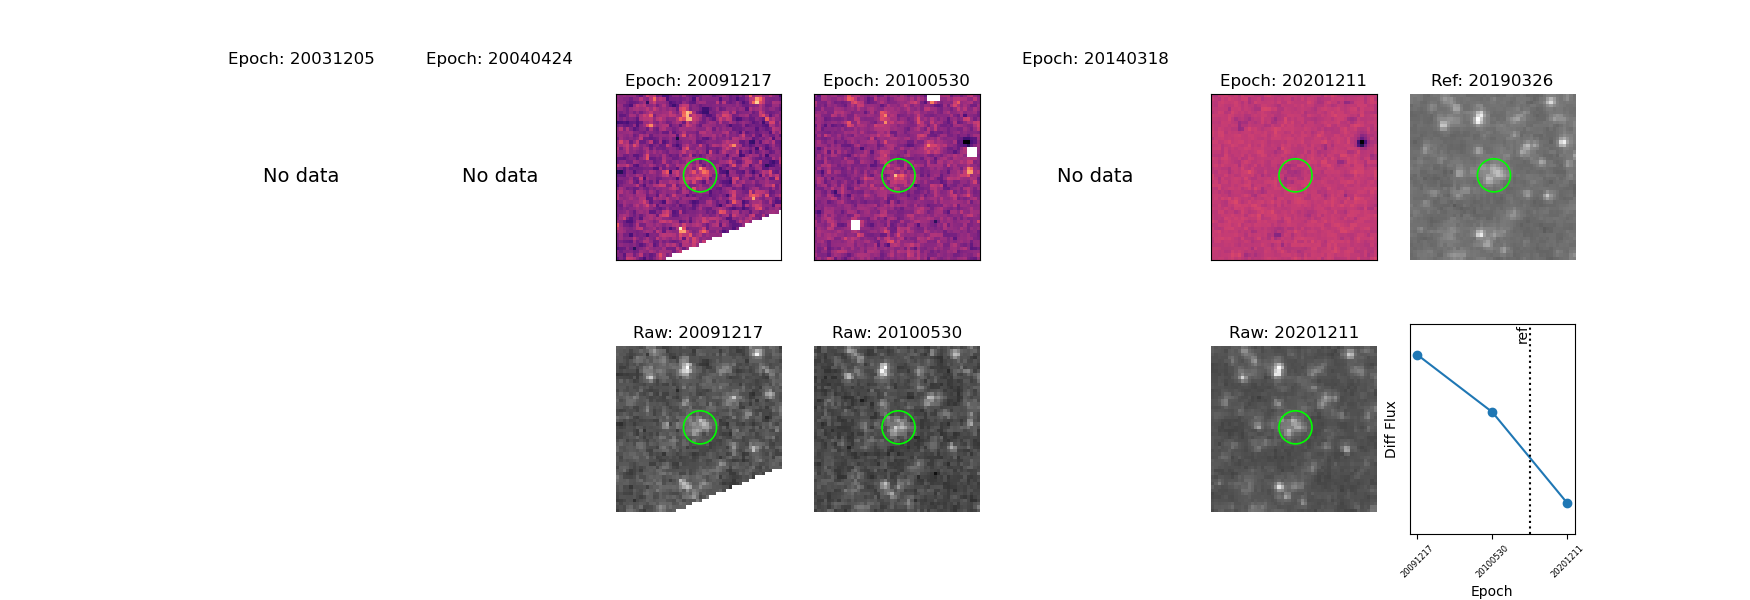 Epoch: 20031205
Epoch: 20040424
Epoch: 20091217
Epoch: 20100530
Epoch: 20140318
Epoch: 20201211
Ref: 20190326
No data
No data
No data
Raw: 20091217
Raw: 20100530
Raw: 20201211
ref
Diff Flux
20091217
20100530
20201211
Epoch